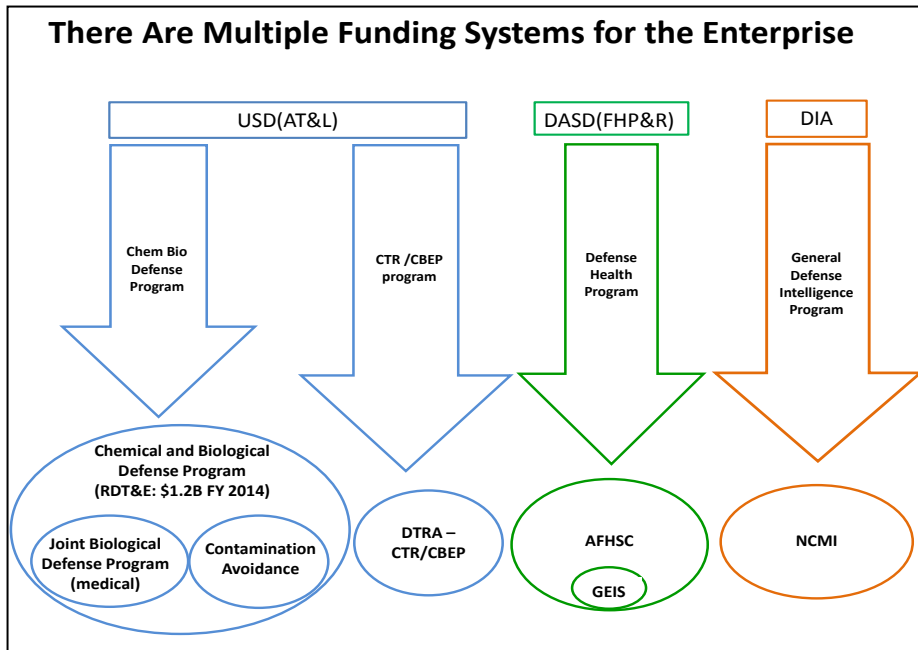 There Are Multiple Funding Systems for the Enterprise
USD(AT&L)
DASD(FHP&R)
DIA
Chem Bio
Defense
Program
CTR /CBEP
program
Defense
Health
Program
General
Defense
Intelligence
Program
Chemical and Biological
Defense Program
(RDT&E: $1.2B FY 2014)
Joint Biological
Defense Program
(medical)
Contamination
Avoidance
DTRA –
CTR/CBEP
AFHSC
GEIS
NCMI